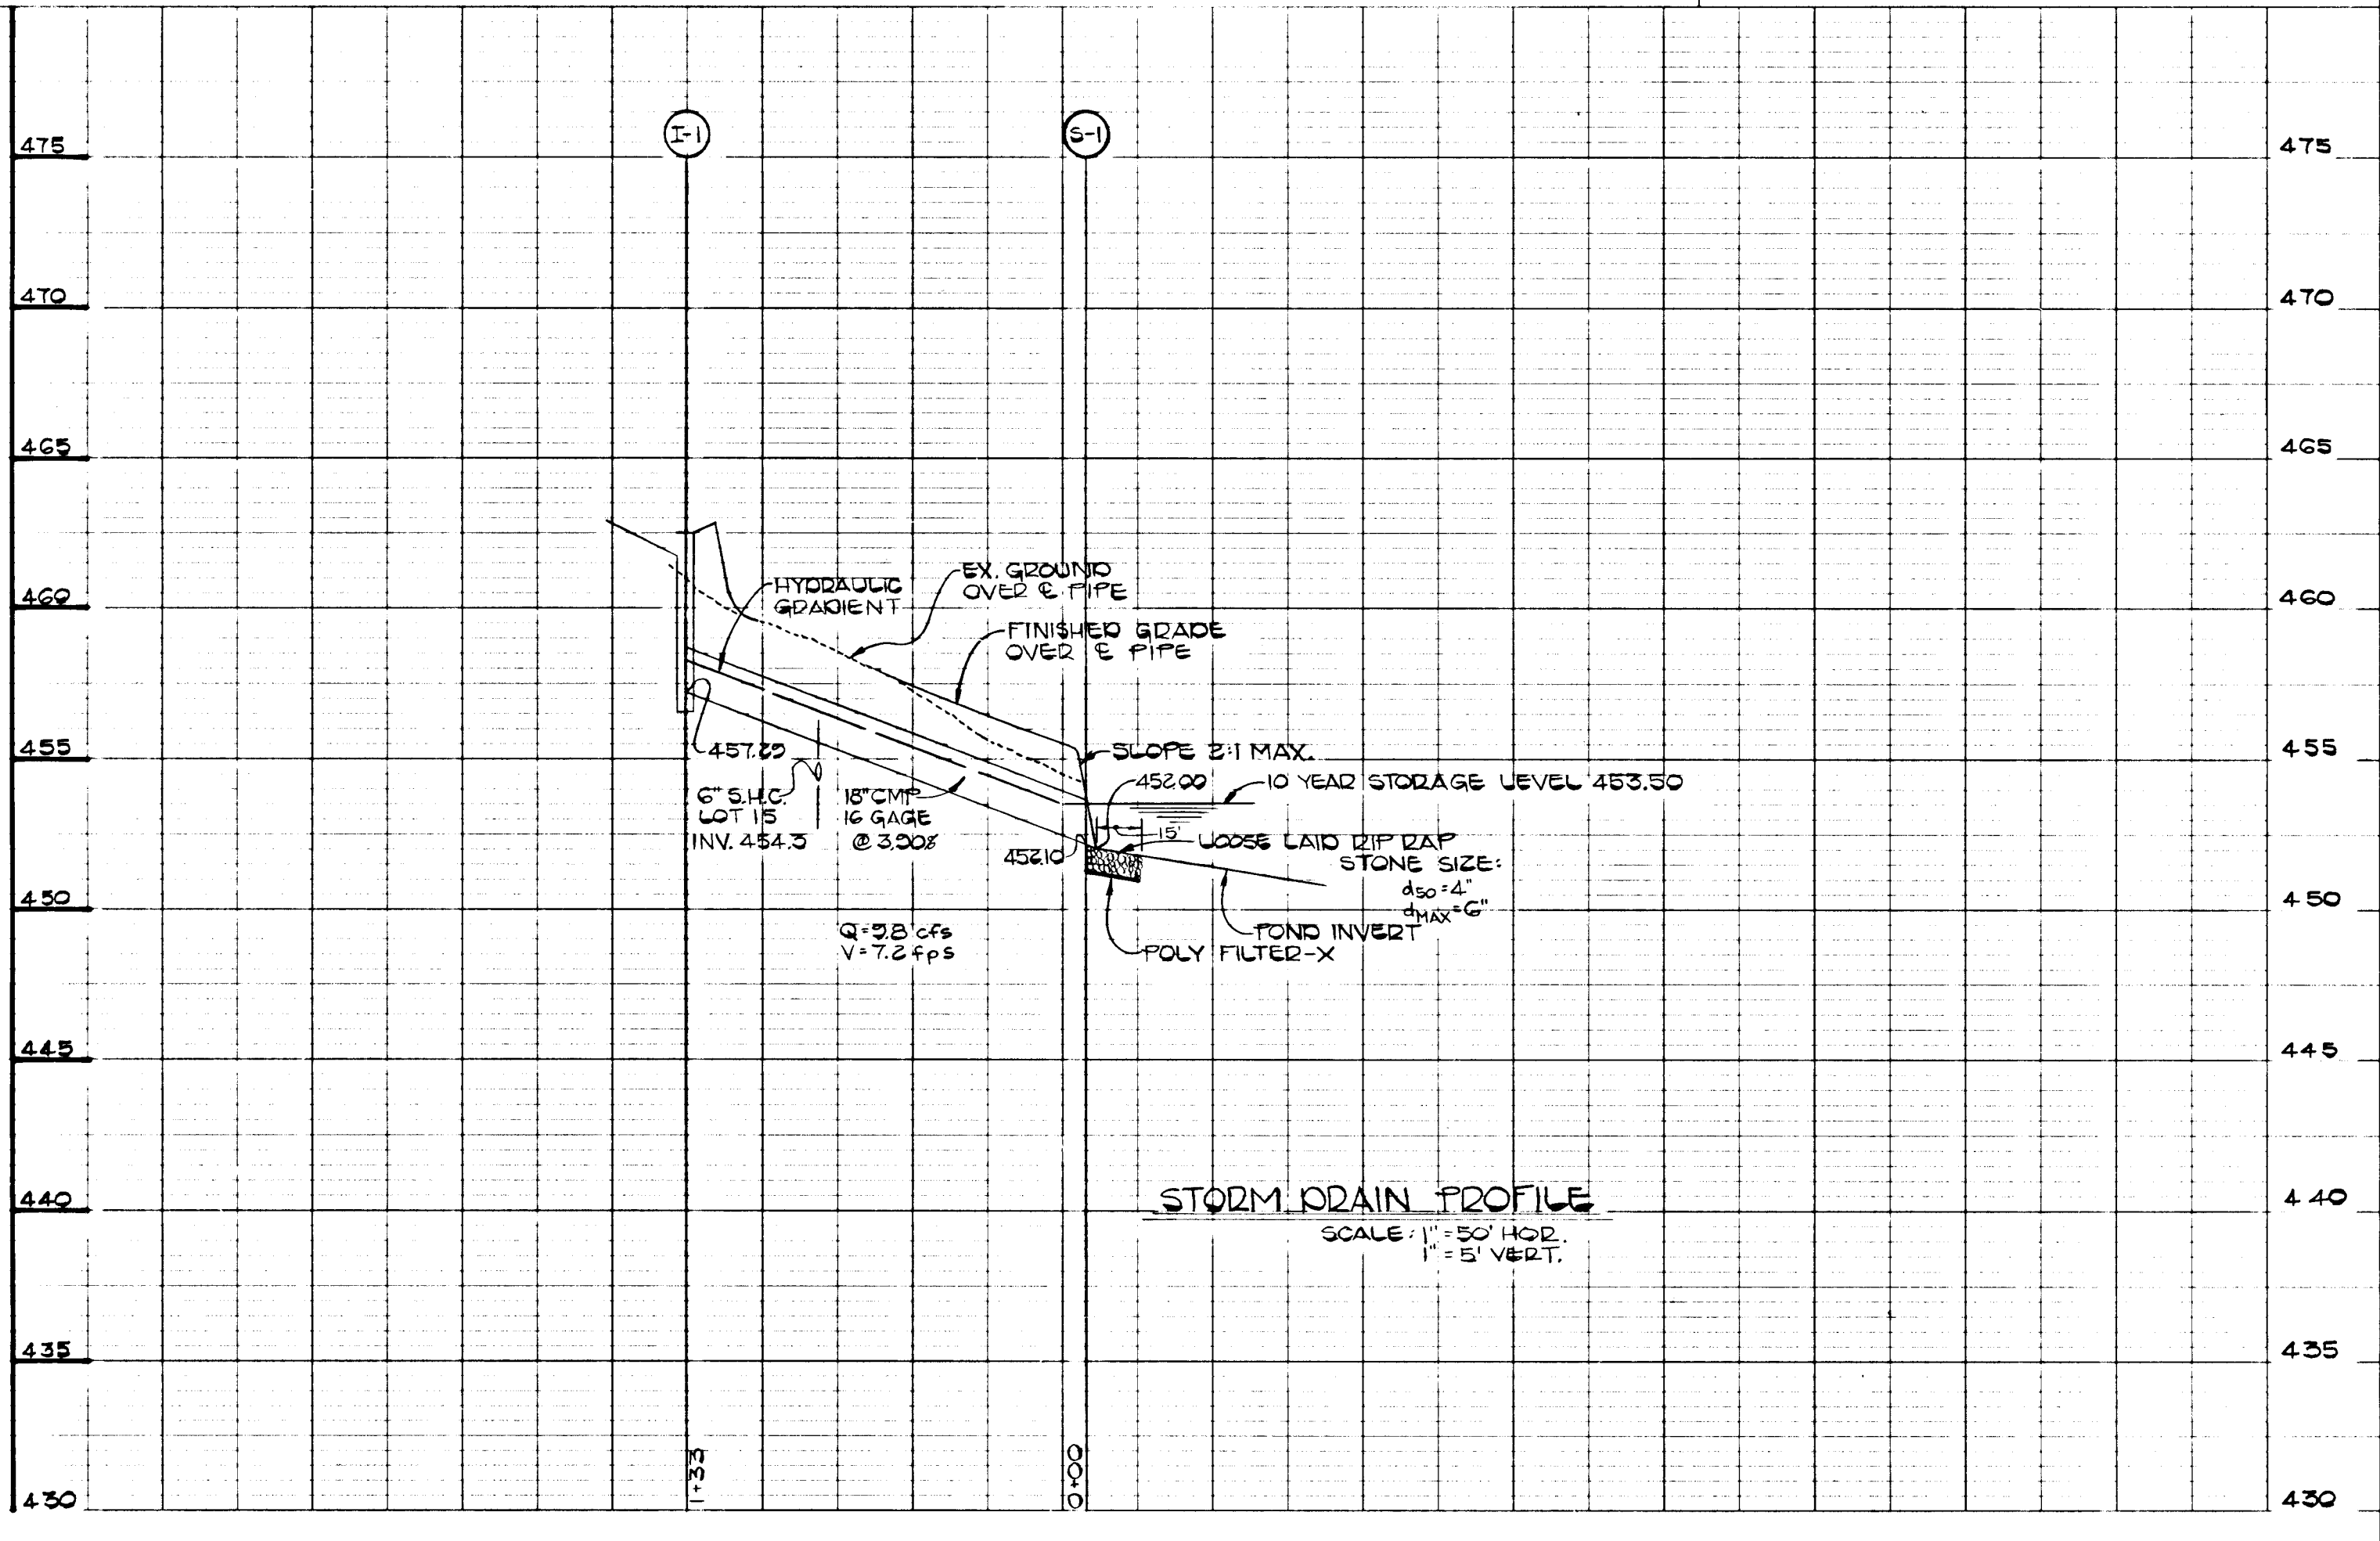 I-1
S-1
475
475
470
470
465
465
460
460
HYDRAULIC
GRADIENT
EX. GROUND
OVER ℄ PIPE
FINISHED GRADE
OVER ℄ PIPE
455
455
457.29
SLOPE 2:1 MAX.
452.00
10 YEAR STORAGE LEVEL 453.50
6" S.H.C.
LOT 15
INV. 454.3
18" CMP
16 GAGE
@ 3.90%
452.10
15'
LOOSE LAID RIP RAP
STONE SIZE:
d50 = 4"
dMAX = 6"
450
450
Q = 9.8 cfs
V = 7.2 fps
POND INVERT
POLY FILTER-X
445
445
440
440
STORM DRAIN PROFILE
SCALE: 1" = 50' HOR.
1" = 5' VERT.
435
435
1+33
0+00
430
430